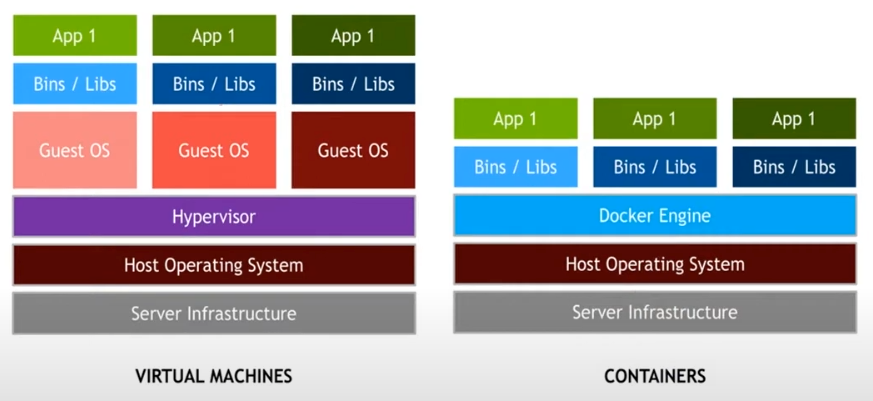 App 1
App 1
App 1
Bins / Libs
Bins / Libs
Bins / Libs
Guest OS
Guest OS
Guest OS
Hypervisor
Host Operating System
Server Infrastructure
VIRTUAL MACHINES
App 1
App 1
App 1
Bins / Libs
Bins / Libs
Bins / Libs
Docker Engine
Host Operating System
Server Infrastructure
CONTAINERS